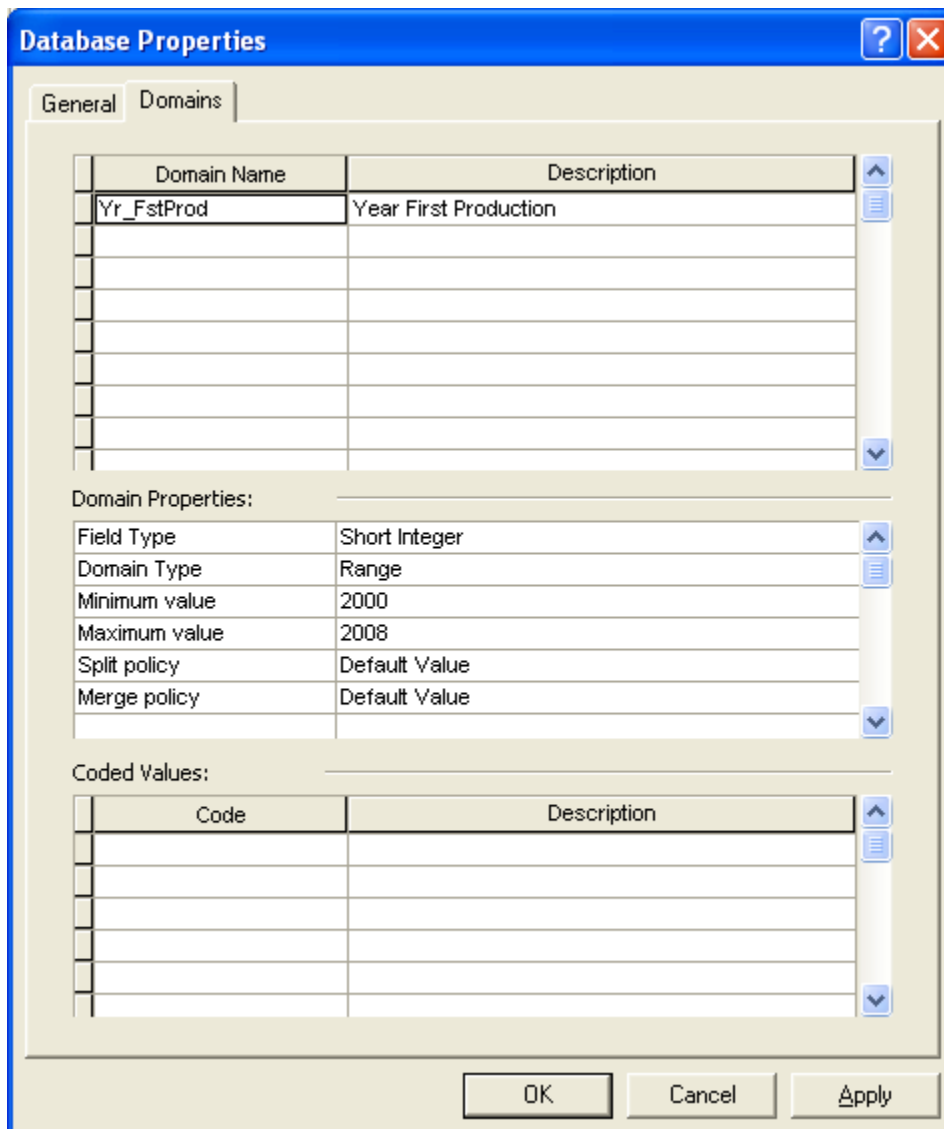 Database Properties
General Domains
Domain Name Description
Yr_FstProd Year First Production
Domain Properties:
Field Type Short Integer
Domain Type Range
Minimum value 2000
Maximum value 2008
Split policy Default Value
Merge policy Default Value
Coded Values:
Code Description
OK Cancel Apply